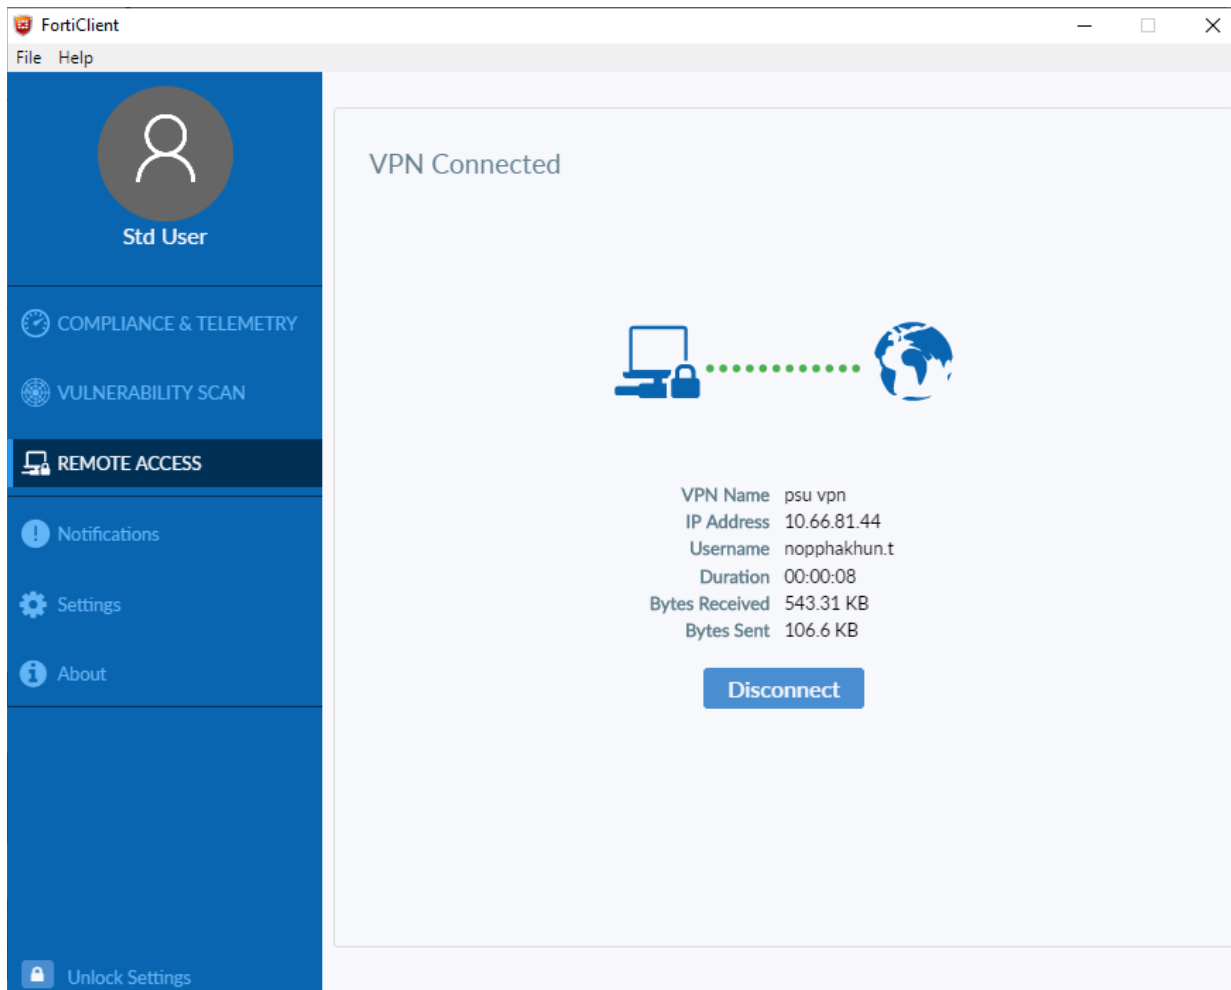 FortiClient
File Help
Std User
COMPLIANCE & TELEMETRY
VULNERABILITY SCAN
REMOTE ACCESS
Notifications
Settings
About
Unlock Settings
VPN Connected
VPN Name psu vpn
IP Address 10.66.81.44
Username nopphakhun.t
Duration 00:00:08
Bytes Received 543.31 KB
Bytes Sent 106.6 KB
Disconnect